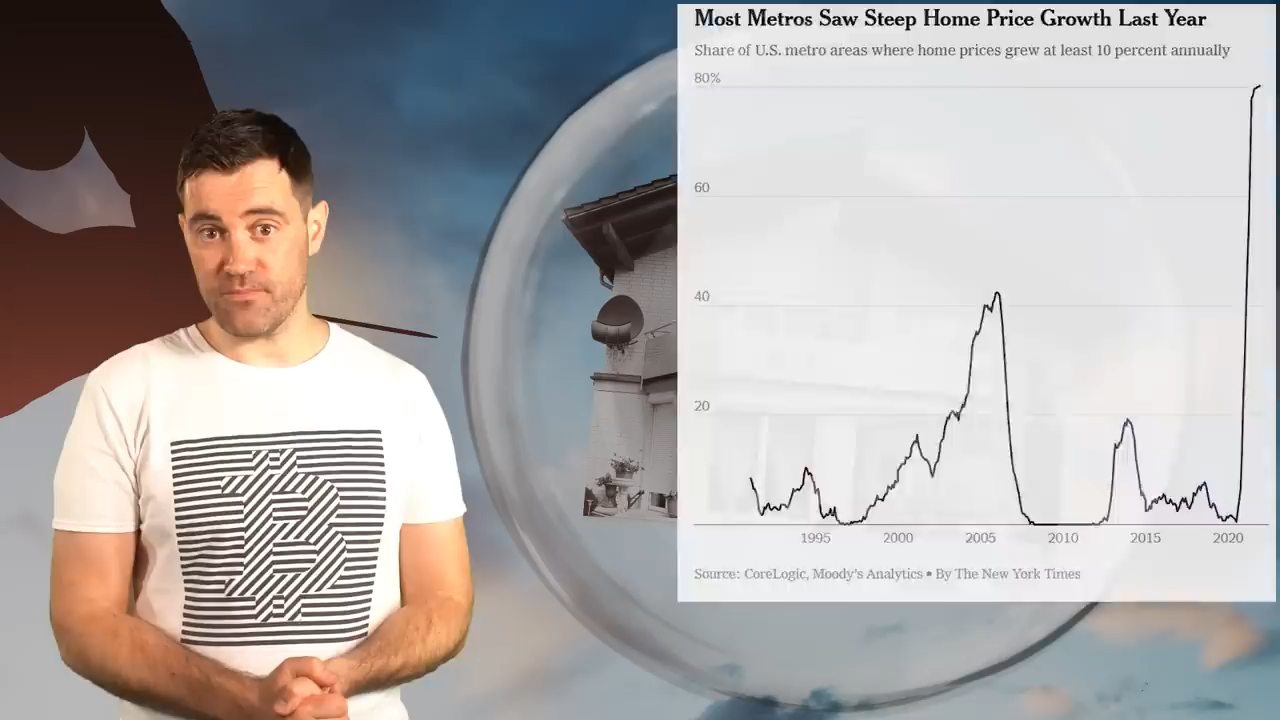 Most Metros Saw Steep Home Price Growth Last Year
Share of U.S. metro areas where home prices grew at least 10 percent annually
80%
60
40
20
1995 2000 2005 2010 2015 2020
Source: CoreLogic, Moody's Analytics • By The New York Times